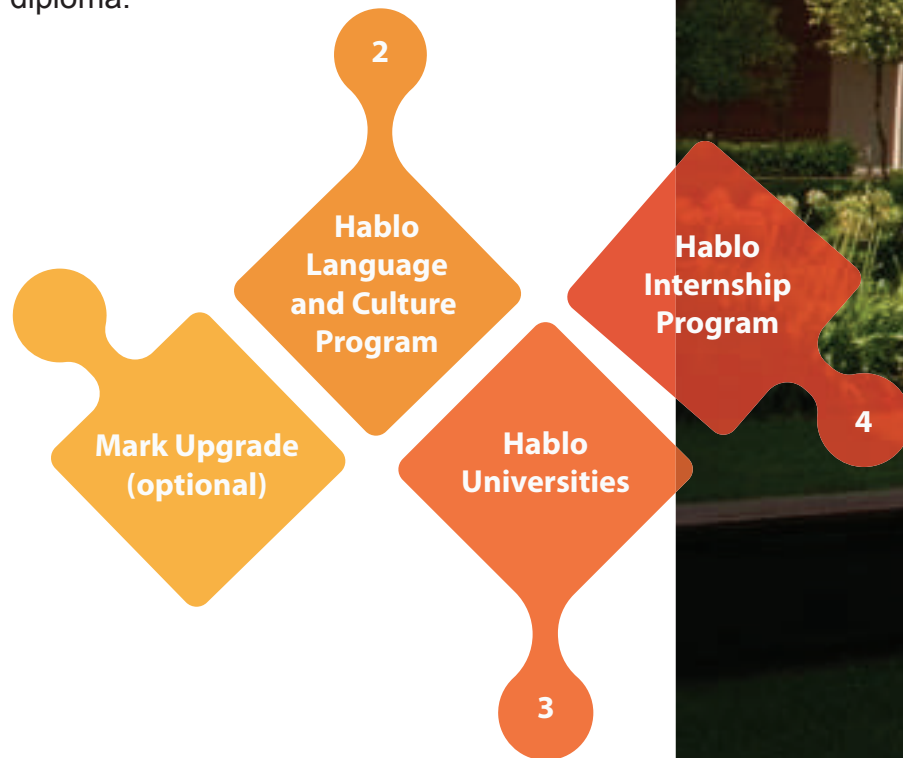 diploma.
2
Hablo
Language
and Culture
Program
Hablo
Internship
Program
Mark Upgrade
(optional)
Hablo
Universities
4
3